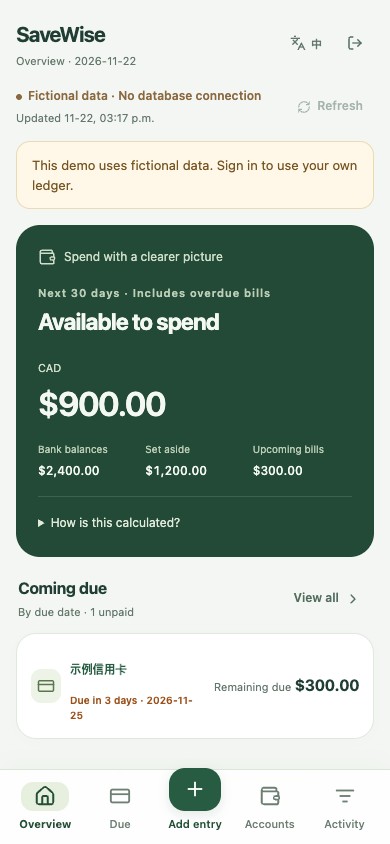 SaveWise
Overview · 2026-11-22
中
Fictional data · No database connection
Updated 11-22, 03:17 p.m.
Refresh
This demo uses fictional data. Sign in to use your own
ledger.
Spend with a clearer picture
Next 30 days · Includes overdue bills
Available to spend
CAD
$900.00
Bank balances Set aside Upcoming bills
$2,400.00 $1,200.00 $300.00
How is this calculated?
Coming due
By due date · 1 unpaid
View all
示例信用卡
Due in 3 days · 2026-11-
25
Remaining due $300.00
Overview Due Add entry Accounts Activity